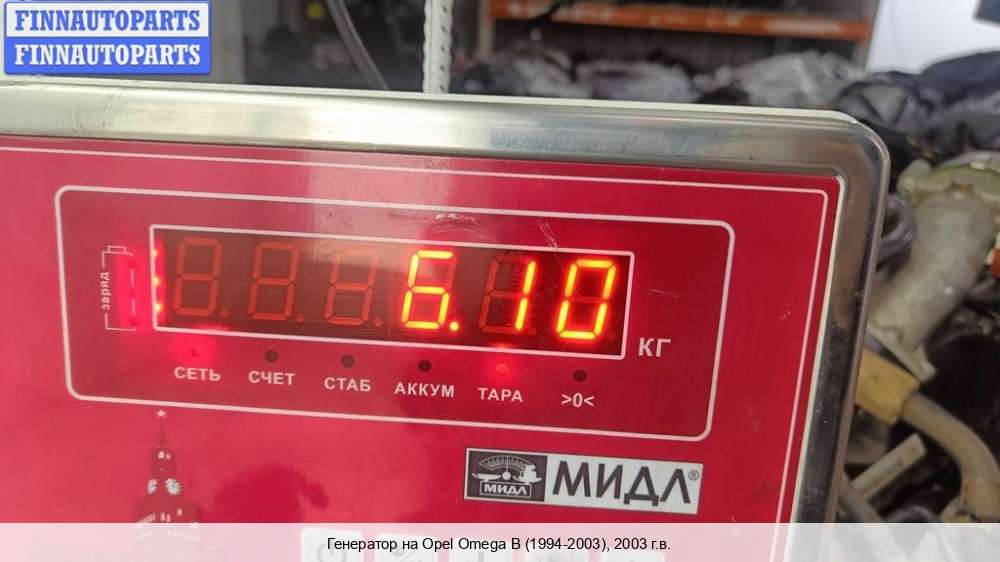 FINNAUTOPARTS
FINNAUTOPARTS
заряд
6.10
КГ
СЕТЬ СЧЕТ СТАБ АККУМ ТАРА >0<
МИДЛ МИДЛ®
Генератор на Opel Omega B (1994-2003), 2003 г.в.